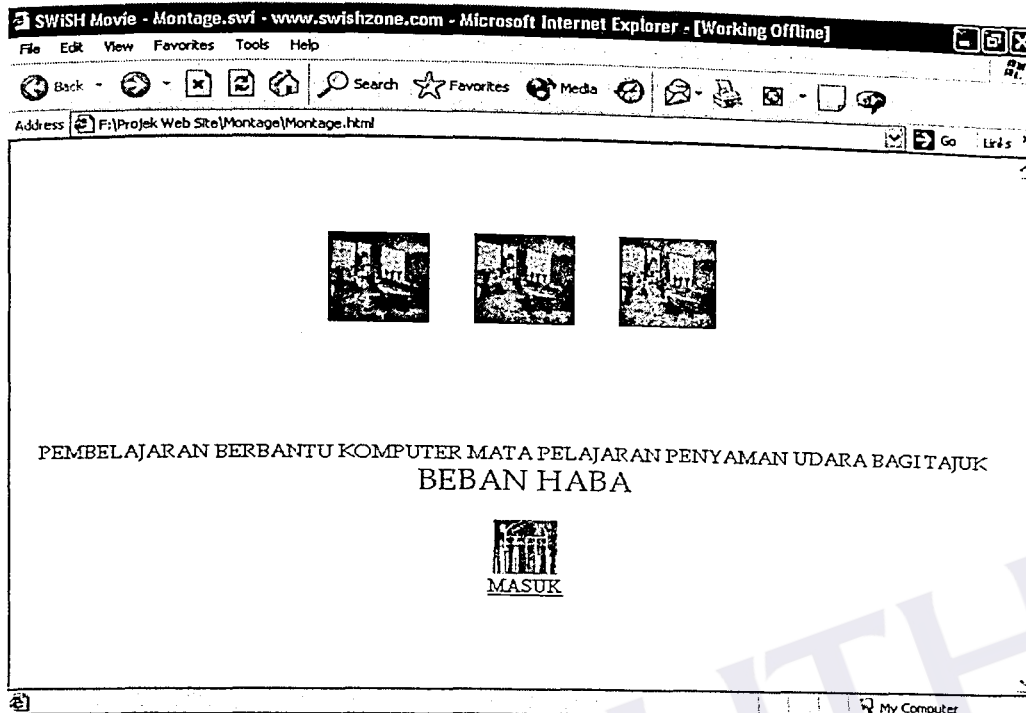 SWiSH Movie - Montage.swi - www.swishzone.com - Microsoft Internet Explorer - [Working Offline]
File Edit View Favorites Tools Help
Back Search Favorites Media
Address F:\Projek Web Site\Montage\Montage.html Go Links
PEMBELAJARAN BERBANTU KOMPUTER MATA PELAJARAN PENYAMAN UDARA BAGI TAJUK
BEBAN HABA
MASUK
My Computer